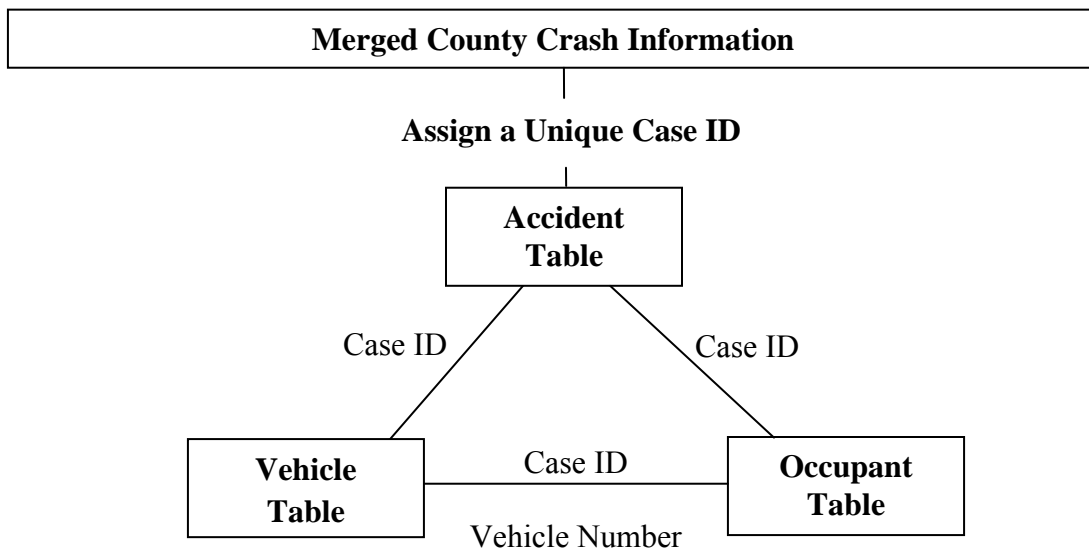 Merged County Crash Information
Assign a Unique Case ID
Accident
Table
Case ID
Case ID
Vehicle
Table
Case ID
Vehicle Number
Occupant
Table